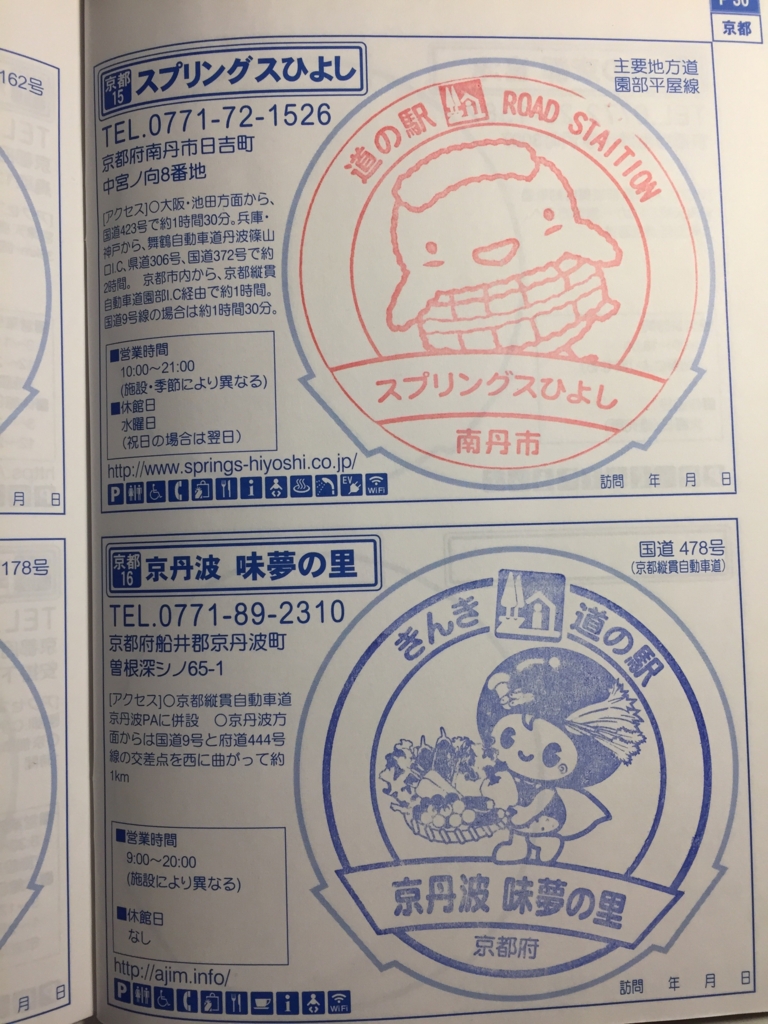 P 30
京都
162号
月 日
178号
月 日
京都
15
スプリングスひよし
TEL.0771-72-1526
京都府南丹市日吉町
中宮ノ向8番地
[アクセス]○大阪・池田方面から、
国道423号で約1時間30分。兵庫・
神戸から、舞鶴自動車道丹波篠山
口I.C、県道306号、国道372号で約
2時間。 京都市内から、京都縦貫
自動車道園部I.C経由で約1時間。
国道9号線の場合は約1時間30分。
■営業時間
10:00～21:00
(施設・季節により異なる)
■休館日
水曜日
(祝日の場合は翌日)
http://www.springs-hiyoshi.co.jp/
P
i
EV
WiFi
主要地方道
園部平屋線
道の駅 ROAD STAITION
スプリングスひよし
南丹市
訪問 年 月 日
京都
16
京丹波 味夢の里
TEL.0771-89-2310
京都府船井郡京丹波町
曽根深シノ65-1
[アクセス]○京都縦貫自動車道
京丹波PAに併設 ○京丹波方
面からは国道9号と府道444号
線の交差点を西に曲がって約
1km
■営業時間
9:00～20:00
(施設により異なる)
■休館日
なし
http://ajim.info/
P
i
WiFi
国道 478号
(京都縦貫自動車道)
きんき 道の駅
京丹波 味夢の里
京都府
訪問 年 月 日